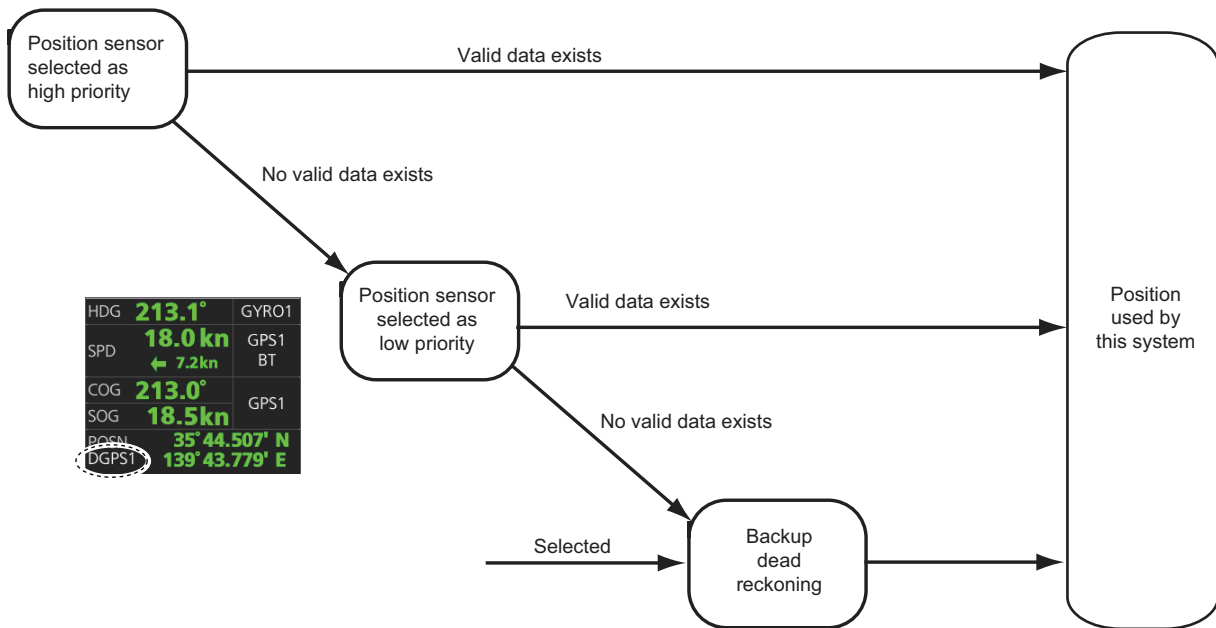 Position sensor
selected as
high priority
Valid data exists
No valid data exists
Position sensor
selected as
low priority
Valid data exists
Position
used by
this system
HDG 213.1° GYRO1
SPD 18.0 kn GPS1
7.2kn BT
COG 213.0° GPS1
SOG 18.5kn
POSN 35° 44.507' N
DGPS1 139° 43.779' E
No valid data exists
Selected
Backup
dead
reckoning